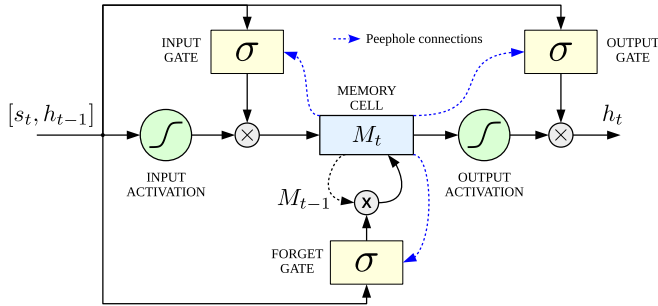 INPUT
GATE
σ
Peephole connections
σ
OUTPUT
GATE
[s_t, h_{t-1}]
INPUT
ACTIVATION
×
MEMORY
CELL
M_t
OUTPUT
ACTIVATION
×
h_t
M_{t-1}
X
FORGET
GATE
σ